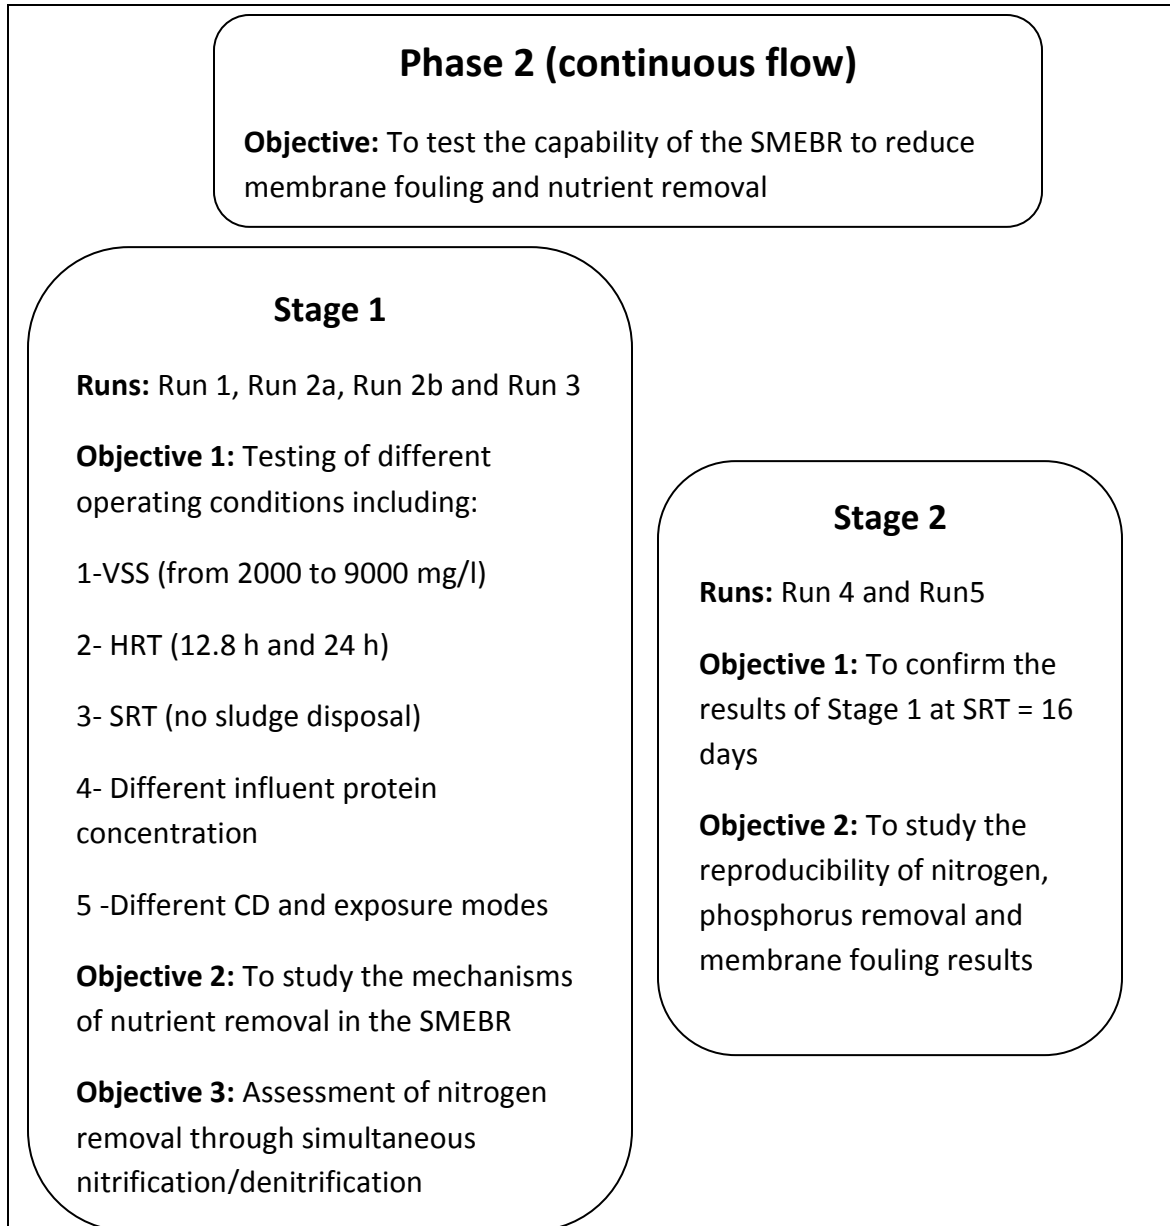 Phase 2 (continuous flow)
Objective: To test the capability of the SMEBR to reduce
membrane fouling and nutrient removal
Stage 1
Runs: Run 1, Run 2a, Run 2b and Run 3
Objective 1: Testing of different
operating conditions including:
1-VSS (from 2000 to 9000 mg/l)
2- HRT (12.8 h and 24 h)
3- SRT (no sludge disposal)
4- Different influent protein
concentration
5 -Different CD and exposure modes
Objective 2: To study the mechanisms
of nutrient removal in the SMEBR
Objective 3: Assessment of nitrogen
removal through simultaneous
nitrification/denitrification
Stage 2
Runs: Run 4 and Run5
Objective 1: To confirm the
results of Stage 1 at SRT = 16
days
Objective 2: To study the
reproducibility of nitrogen,
phosphorus removal and
membrane fouling results